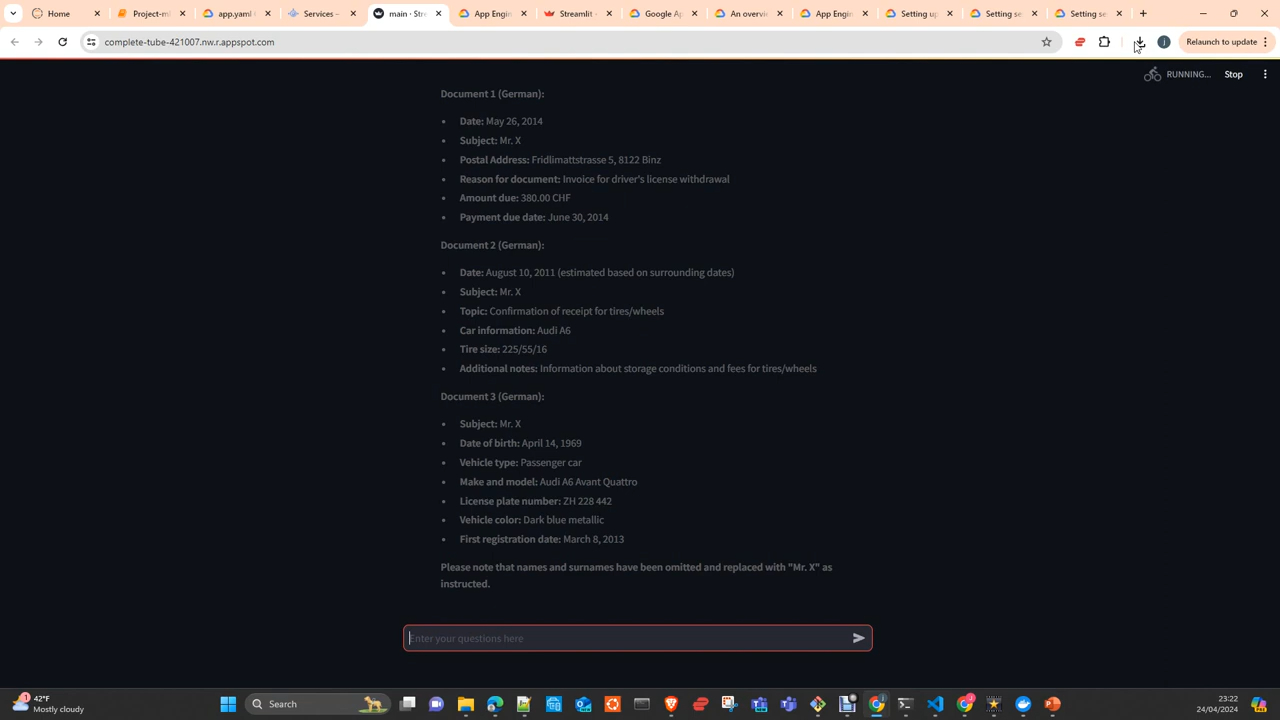 Home
Project-ml
app.yaml
Services –
main · Stre
App Engin
Streamlit ·
Google Ap
An overvi
App Engin
Setting up
Setting se
Setting se
complete-tube-421007.nw.r.appspot.com
Relaunch to update
RUNNING...
Stop
Document 1 (German):
• Date: May 26, 2014
• Subject: Mr. X
• Postal Address: Fridlimattstrasse 5, 8122 Binz
• Reason for document: Invoice for driver's license withdrawal
• Amount due: 380.00 CHF
• Payment due date: June 30, 2014
Document 2 (German):
• Date: August 10, 2011 (estimated based on surrounding dates)
• Subject: Mr. X
• Topic: Confirmation of receipt for tires/wheels
• Car information: Audi A6
• Tire size: 225/55/16
• Additional notes: Information about storage conditions and fees for tires/wheels
Document 3 (German):
• Subject: Mr. X
• Date of birth: April 14, 1969
• Vehicle type: Passenger car
• Make and model: Audi A6 Avant Quattro
• License plate number: ZH 228 442
• Vehicle color: Dark blue metallic
• First registration date: March 8, 2013
Please note that names and surnames have been omitted and replaced with "Mr. X" as
instructed.
Enter your questions here
1
42°F
Mostly cloudy
Search
23:22
24/04/2024